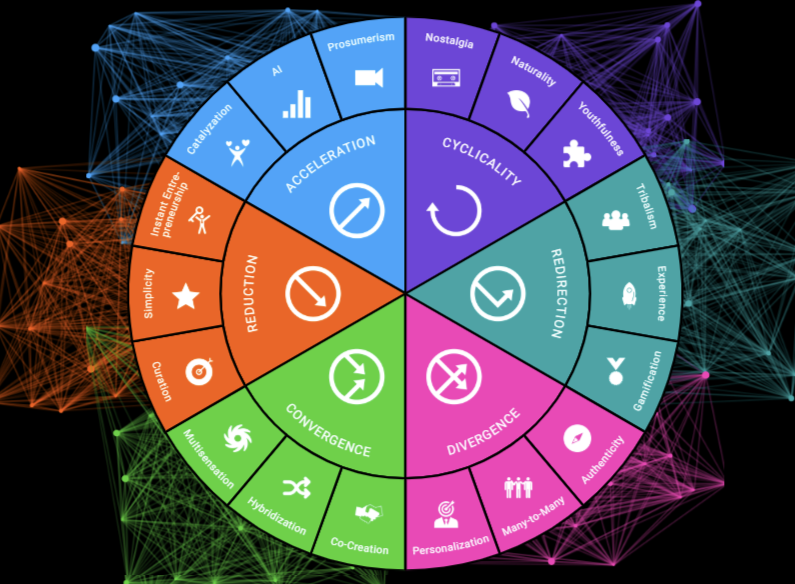 Prosumerism
Nostalgia
Naturality
Youthfulness
Tribalism
Experience
Gamification
Authenticity
Many-to-Many
Personalization
Co-Creation
Hybridization
Multisensation
Curation
Simplicity
Instant Entre-
preneurship
Catalyzation
AI
ACCELERATION
CYCLICALITY
REDIRECTION
DIVERGENCE
CONVERGENCE
REDUCTION